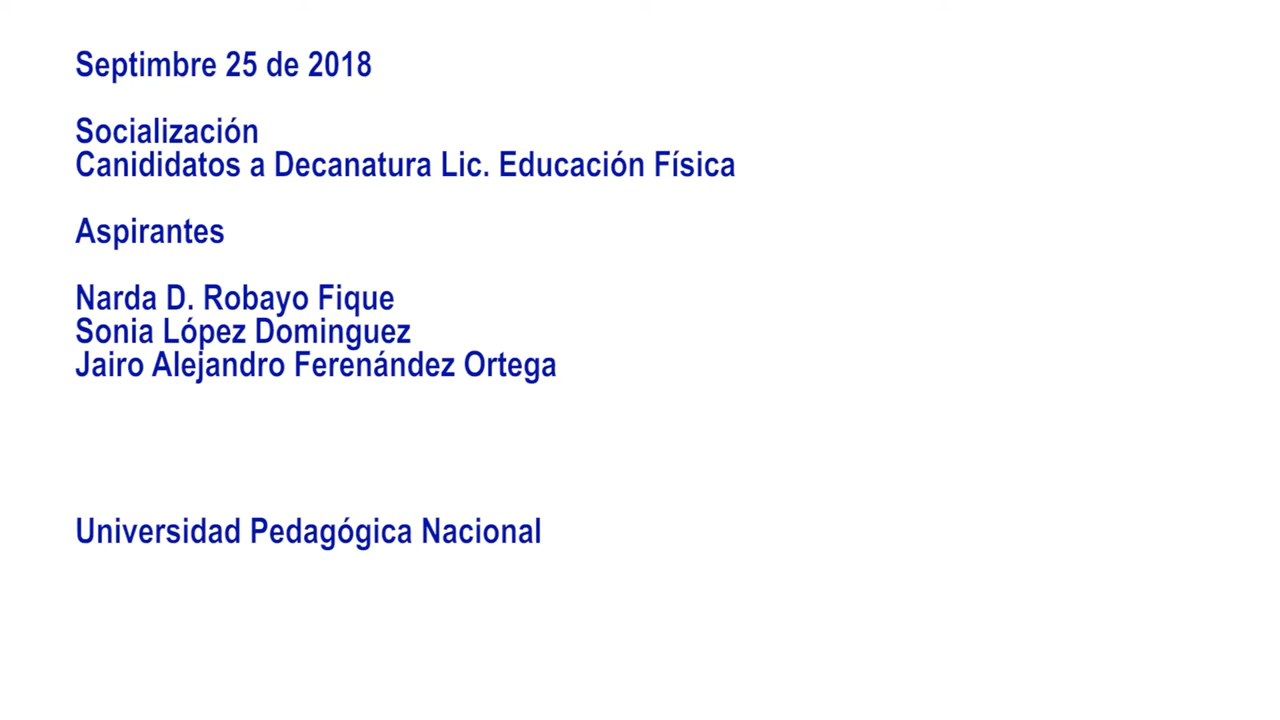 Septimbre 25 de 2018
Socialización
Canididatos a Decanatura Lic. Educación Física
Aspirantes
Narda D. Robayo Fique
Sonia López Dominguez
Jairo Alejandro Ferenández Ortega
Universidad Pedagógica Nacional